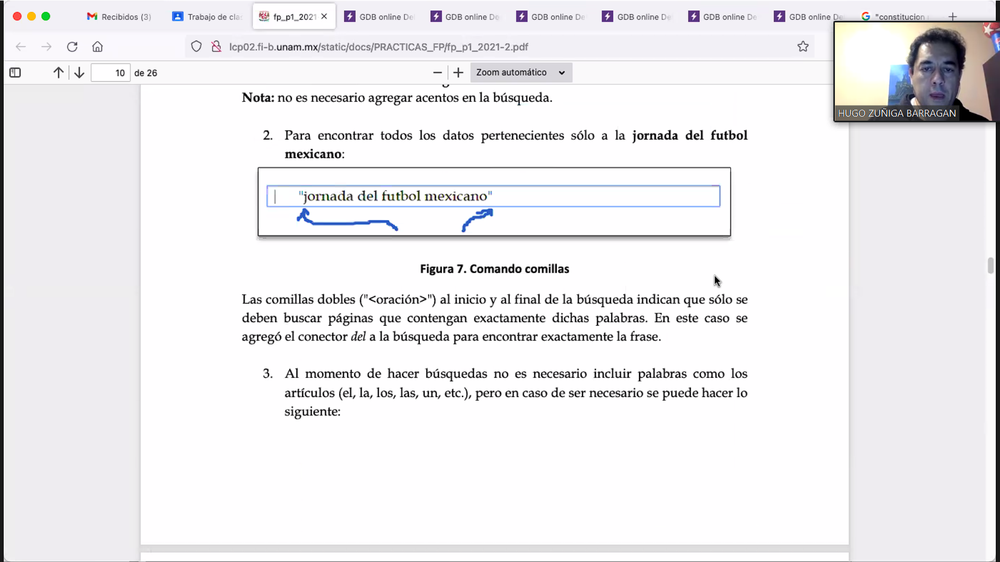 Recibidos (3)
Trabajo de cla
fp_p1_2021
GDB online De
GDB online De
GDB online De
GDB online De
GDB online De
GDB online De
"constitucion
lcp02.fi-b.unam.mx/static/docs/PRACTICAS_FP/fp_p1_2021-2.pdf
10 de 26
Zoom automático
HUGO ZUÑIGA BARRAGAN
Nota: no es necesario agregar acentos en la búsqueda.
2. Para encontrar todos los datos pertenecientes sólo a la jornada del futbol
mexicano:
"jornada del futbol mexicano"
Figura 7. Comando comillas
Las comillas dobles ("<oración>") al inicio y al final de la búsqueda indican que sólo se
deben buscar páginas que contengan exactamente dichas palabras. En este caso se
agregó el conector del a la búsqueda para encontrar exactamente la frase.
3. Al momento de hacer búsquedas no es necesario incluir palabras como los
artículos (el, la, los, las, un, etc.), pero en caso de ser necesario se puede hacer lo
siguiente: